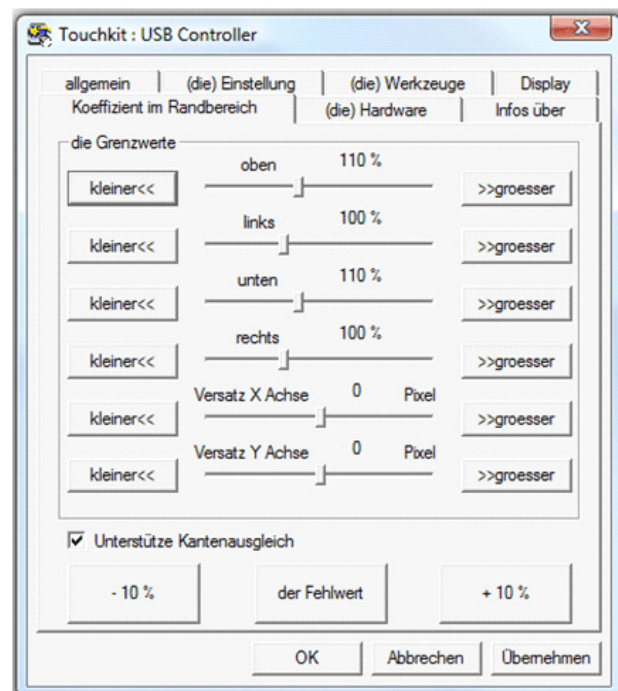 Touchkit : USB Controller
allgemein (die) Einstellung (die) Werkzeuge Display
Koeffizient im Randbereich (die) Hardware Infos über
die Grenzwerte
oben 110 %
kleiner<< >>groesser
links 100 %
kleiner<< >>groesser
unten 110 %
kleiner<< >>groesser
rechts 100 %
kleiner<< >>groesser
Versatz X Achse 0 Pixel
kleiner<< >>groesser
Versatz Y Achse 0 Pixel
kleiner<< >>groesser
Unterstütze Kantenausgleich
- 10 % der Fehlwert + 10 %
OK Abbrechen Übernehmen